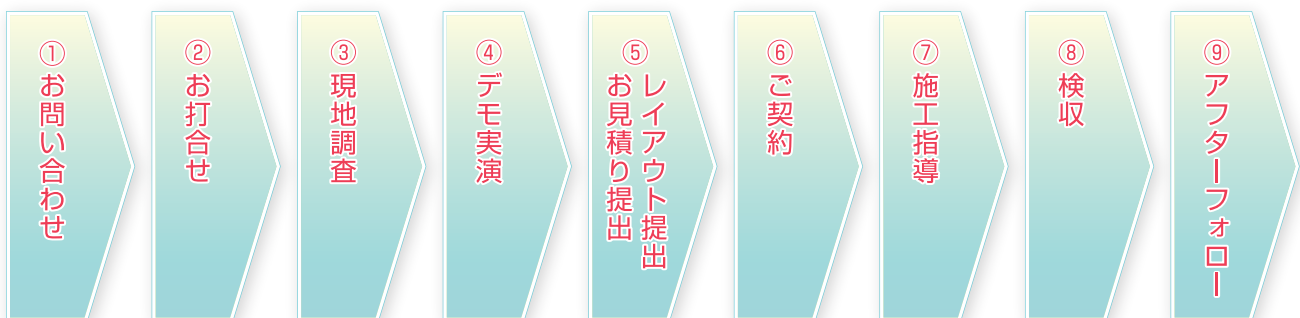 ①お問い合わせ
②お打合せ
③現地調査
④デモ実演
⑤
レイアウト提出
お見積り提出
⑥ご契約
⑦施工指導
⑧検収
⑨アフターフォロー